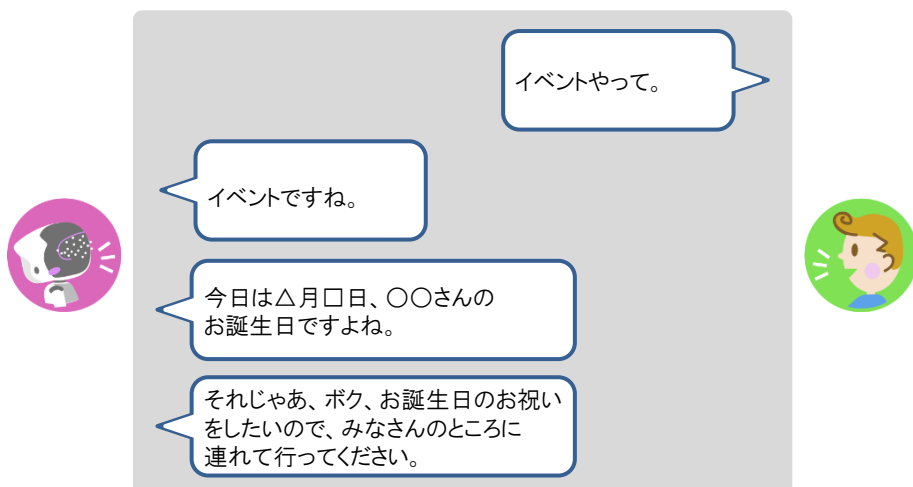 イベントやって。
イベントですね。
今日は△月□日、○○さんの
お誕生日ですよね。
それじゃあ、ボク、お誕生日のお祝い
をしたいので、みなさんのところに
連れて行ってください。